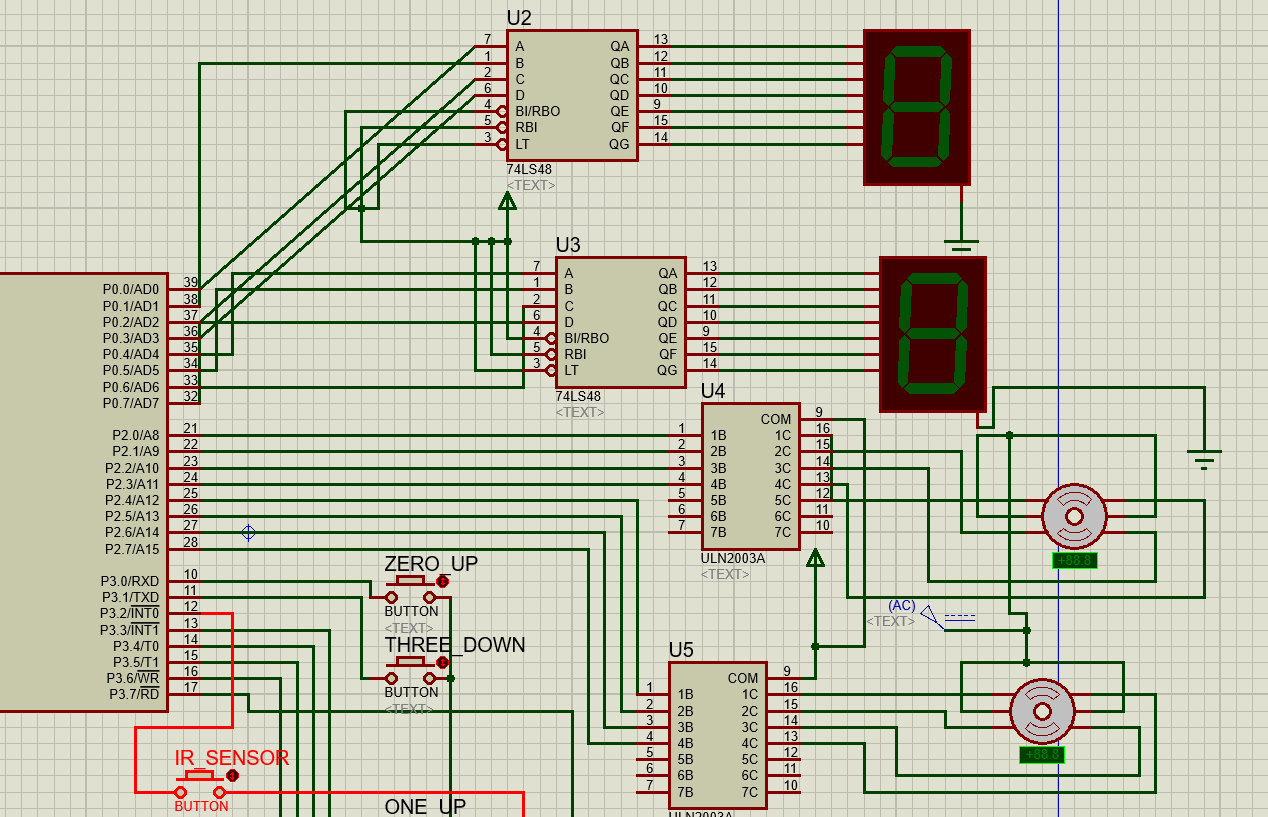 U2
7 A QA 13
1 B QB 12
2 C QC 11
6 D QD 10
4 BI/RBO QE 9
5 RBI QF 15
3 LT QG 14
74LS48
<TEXT>
U3
7 A QA 13
1 B QB 12
2 C QC 11
6 D QD 10
4 BI/RBO QE 9
5 RBI QF 15
3 LT QG 14
74LS48
<TEXT>
P0.0/AD0 39
P0.1/AD1 38
P0.2/AD2 37
P0.3/AD3 36
P0.4/AD4 35
P0.5/AD5 34
P0.6/AD6 33
P0.7/AD7 32
P2.0/A8 21
P2.1/A9 22
P2.2/A10 23
P2.3/A11 24
P2.4/A12 25
P2.5/A13 26
P2.6/A14 27
P2.7/A15 28
P3.0/RXD 10
P3.1/TXD 11
P3.2/INT0 12
P3.3/INT1 13
P3.4/T0 14
P3.5/T1 15
P3.6/WR 16
P3.7/RD 17
U4
COM 9
1 1B 1C 16
2 2B 2C 15
3 3B 3C 14
4 4B 4C 13
5 5B 5C 12
6 6B 6C 11
7 7B 7C 10
ULN2003A
<TEXT>
+88.8
ZERO_UP
BUTTON
<TEXT>
THREE_DOWN
BUTTON
<TEXT>
(AC)
<TEXT>
U5
COM 9
1 1B 1C 16
2 2B 2C 15
3 3B 3C 14
4 4B 4C 13
5 5B 5C 12
6 6B 6C 11
7 7B 7C 10
ULN2003A
+88.8
IR_SENSOR
BUTTON
ONE_UP